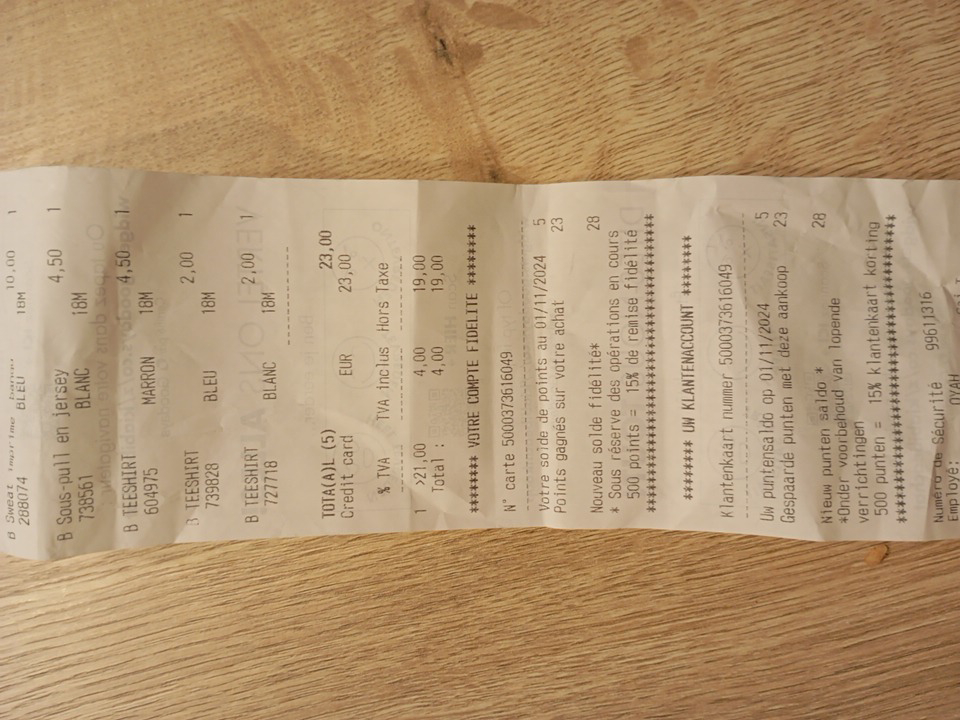 B Sweat imprimé 10,00 1
288074 BLEU 18M
B Sous-pull en jersey 4,50 1
739561 BLANC 18M
B TEESHIRT 4,50 1
604975 MARRON 18M
B TEESHIRT 2,00 1
739828 BLEU 18M
B TEESHIRT 2,00 1
727718 BLANC 18M
TOTA(A)L (5) 23,00
Credit card EUR 23,00
% TVA TVA inclus Hors Taxe
1 >21,00 4,00 19,00
Total : 4,00 19,00
******* VOTRE COMPTE FIDELITE ********
N° carte 5000373616049
Votre solde de points au 01/11/2024 5
Points gagnés sur votre achat 23
Nouveau solde fidélité* 28
* Sous réserve des opérations en cours
500 points = 15% de remise fidélité
****************************************
******* UW KLANTENACCOUNT *******
Klantenkaart nummer 5000373616049
Uw puntensaldo op 01/11/2024 5
Gespaarde punten met deze aankoop 23
Nieuw punten saldo * 28
*Onder voorbehoud van lopende
verrichtingen
500 punten = 15% klantenkaart korting
****************************************
Numéro de Sécurité 99611316
Employé: OYAH